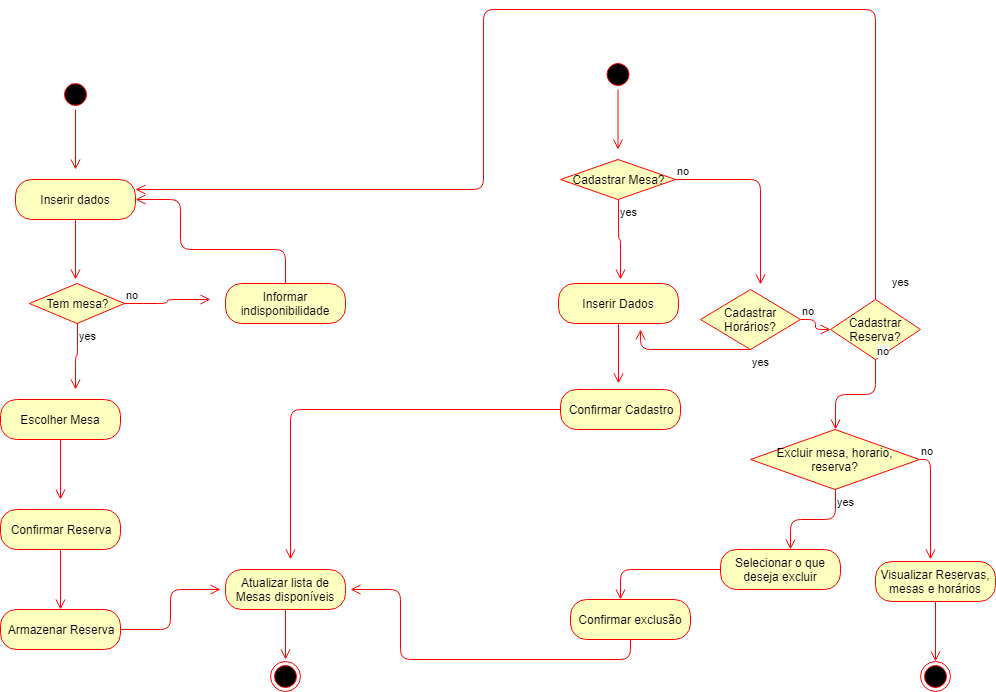 Inserir dados
Tem mesa?
no
yes
Informar
indisponibilidade
Escolher Mesa
Confirmar Reserva
Armazenar Reserva
Atualizar lista de
Mesas disponíveis
Cadastrar Mesa?
no
yes
Inserir Dados
Cadastrar
Horários?
no
yes
Confirmar Cadastro
yes
Cadastrar
Reserva?
no
Excluir mesa, horario,
reserva?
no
yes
Selecionar o que
deseja excluir
Confirmar exclusão
Visualizar Reservas,
mesas e horários